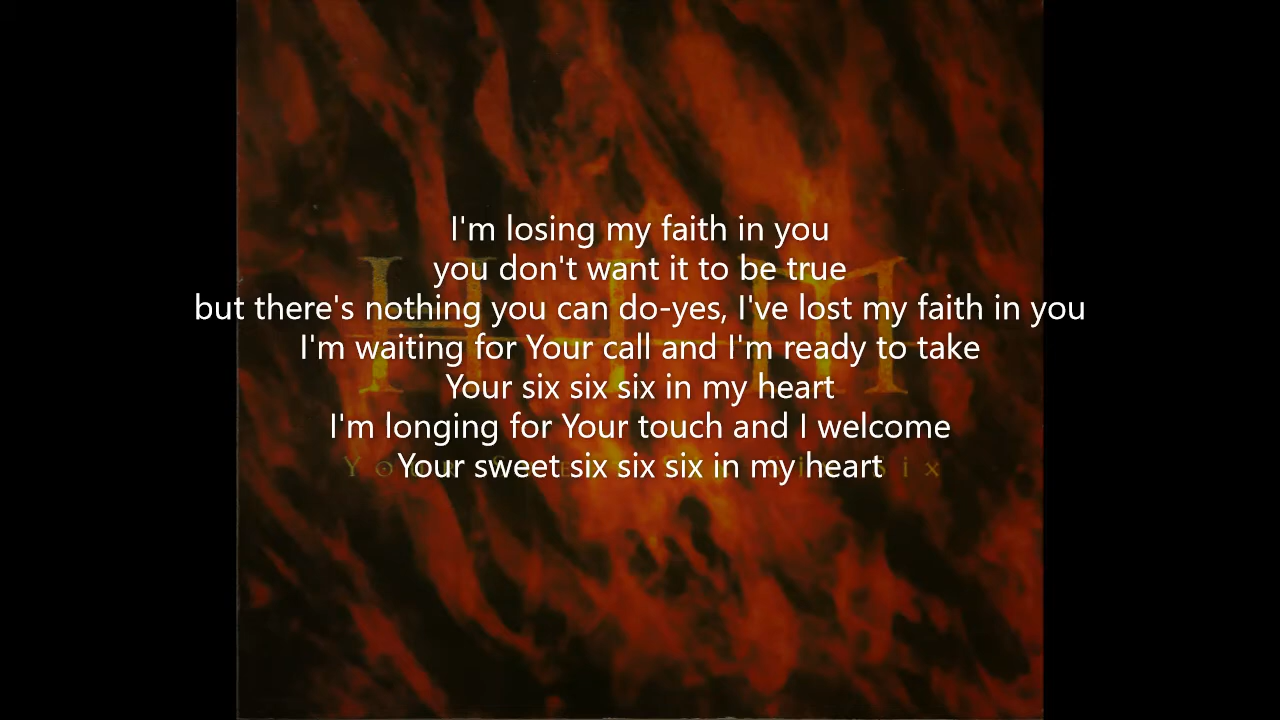 I'm losing my faith in you
you don't want it to be true
but there's nothing you can do-yes, I've lost my faith in you
I'm waiting for Your call and I'm ready to take
Your six six six in my heart
I'm longing for Your touch and I welcome
Your sweet six six six in my heart
HIM